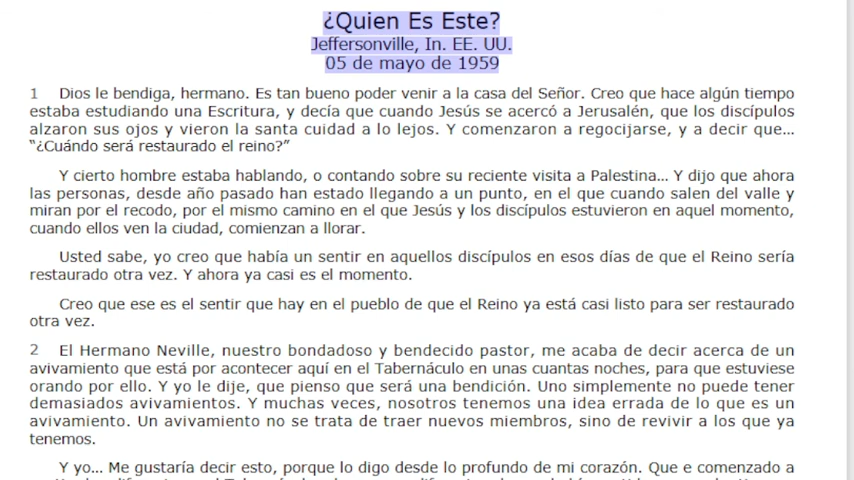 ¿Quien Es Este?
Jeffersonville, In. EE. UU.
05 de mayo de 1959
1 Dios le bendiga, hermano. Es tan bueno poder venir a la casa del Señor. Creo que hace algún tiempo
estaba estudiando una Escritura, y decía que cuando Jesús se acercó a Jerusalén, que los discípulos
alzaron sus ojos y vieron la santa cuidad a lo lejos. Y comenzaron a regocijarse, y a decir que...
“¿Cuándo será restaurado el reino?”
Y cierto hombre estaba hablando, o contando sobre su reciente visita a Palestina... Y dijo que ahora
las personas, desde año pasado han estado llegando a un punto, en el que cuando salen del valle y
miran por el recodo, por el mismo camino en el que Jesús y los discípulos estuvieron en aquel momento,
cuando ellos ven la ciudad, comienzan a llorar.
Usted sabe, yo creo que había un sentir en aquellos discípulos en esos días de que el Reino sería
restaurado otra vez. Y ahora ya casi es el momento.
Creo que ese es el sentir que hay en el pueblo de que el Reino ya está casi listo para ser restaurado
otra vez.
2 El Hermano Neville, nuestro bondadoso y bendecido pastor, me acaba de decir acerca de un
avivamiento que está por acontecer aquí en el Tabernáculo en unas cuantas noches, para que estuviese
orando por ello. Y yo le dije, que pienso que será una bendición. Uno simplemente no puede tener
demasiados avivamientos. Y muchas veces, nosotros tenemos una idea errada de lo que es un
avivamiento. Un avivamiento no se trata de traer nuevos miembros, sino de revivir a los que ya
tenemos.
Y yo... Me gustaría decir esto, porque lo digo desde lo profundo de mi corazón. Que e comenzado a